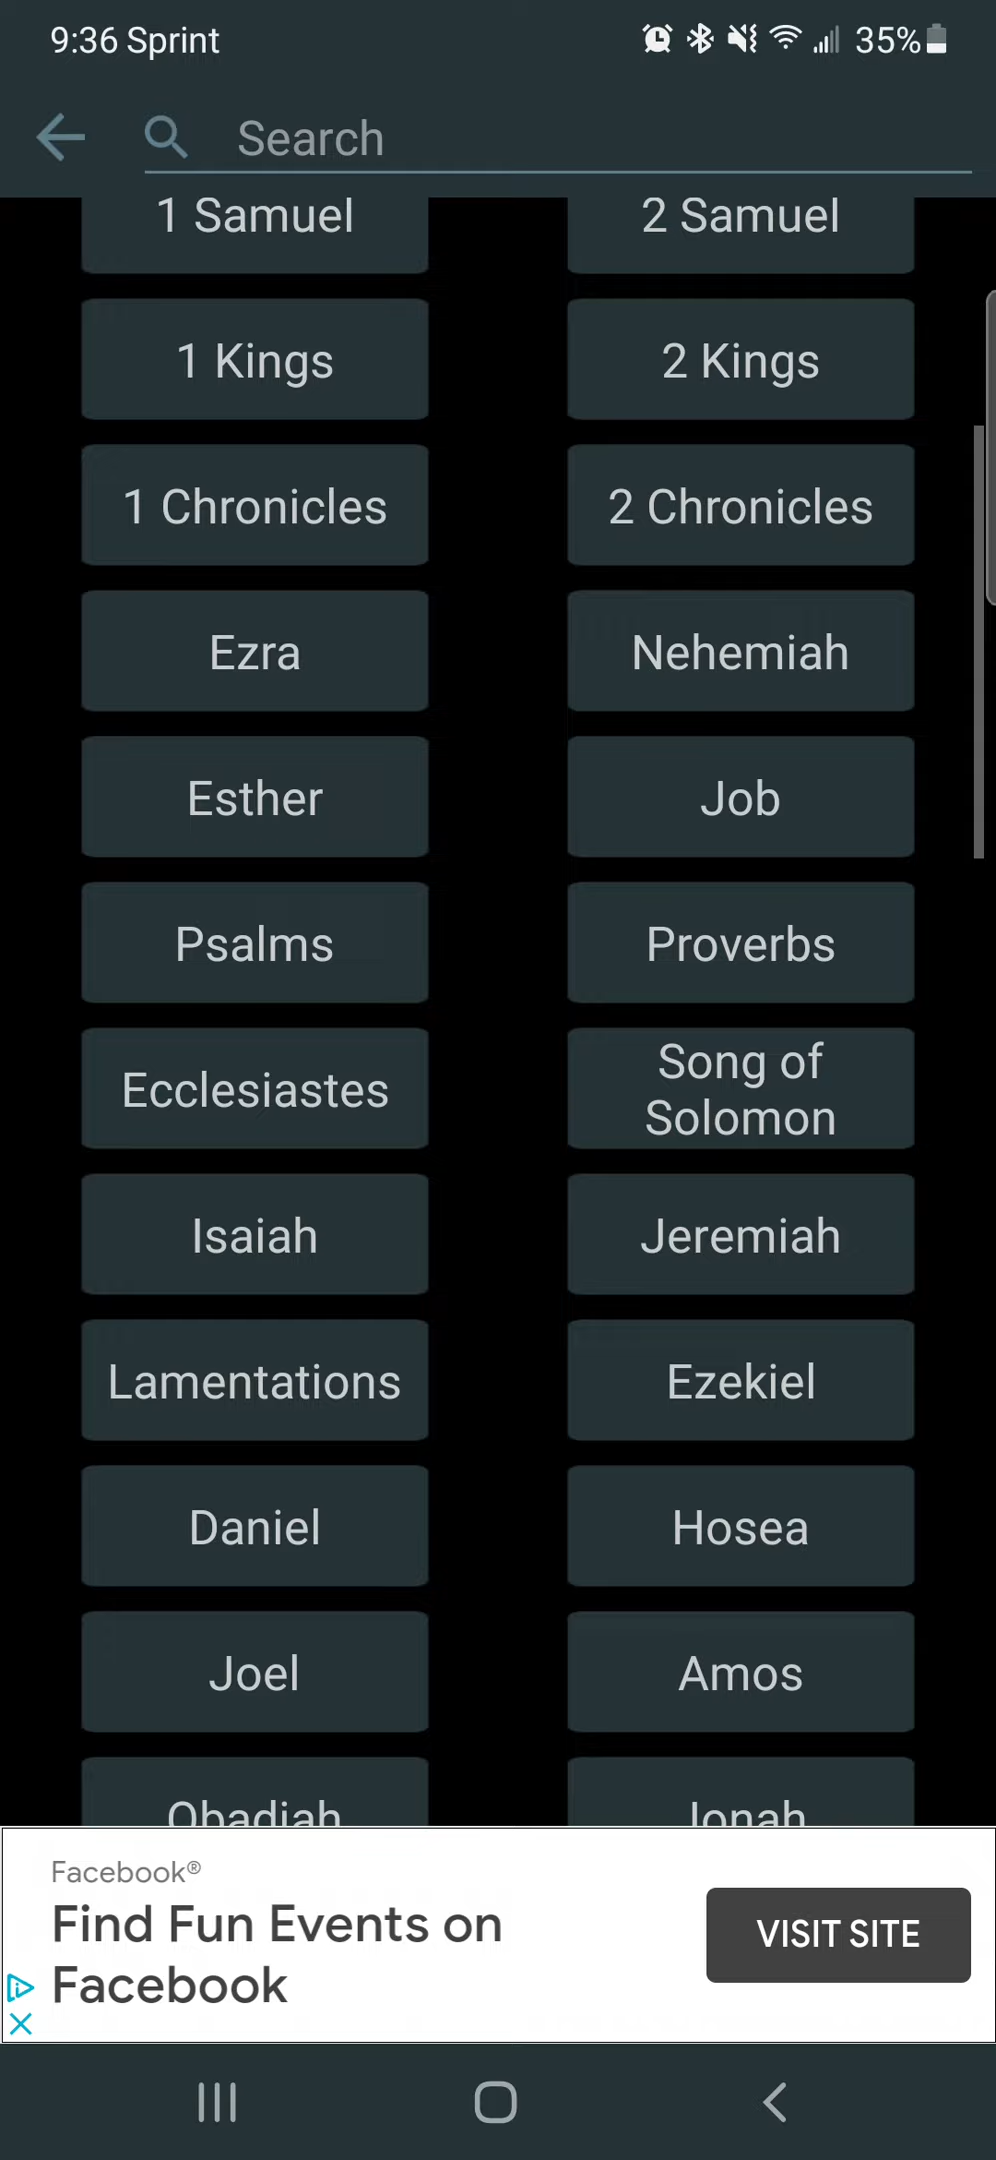 9:36 Sprint
35%
Search
1 Samuel
2 Samuel
1 Kings
2 Kings
1 Chronicles
2 Chronicles
Ezra
Nehemiah
Esther
Job
Psalms
Proverbs
Ecclesiastes
Song of
Solomon
Isaiah
Jeremiah
Lamentations
Ezekiel
Daniel
Hosea
Joel
Amos
Obadiah
Jonah
Facebook®
Find Fun Events on
Facebook
VISIT SITE